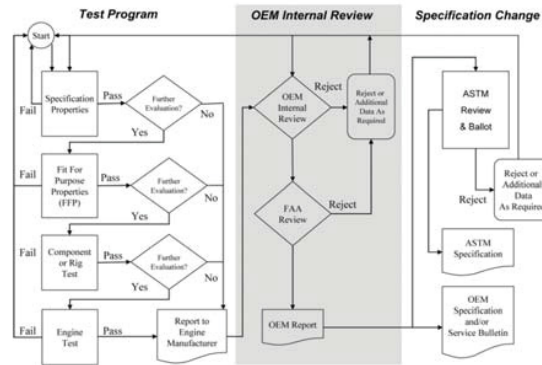 Test Program
OEM Internal Review
Specification Change
Start
Fail
Specification
Properties
Pass
Further
Evaluation?
No
Yes
Fail
Fit For
Purpose
Properties
(FFP)
Pass
Further
Evaluation?
No
Yes
Fail
Component
or Rig
Test
Pass
Further
Evaluation?
No
Yes
Fail
Engine
Test
Pass
Report to
Engine
Manufacturer
OEM
Internal
Review
Reject
Reject or
Additional
Data As
Required
FAA
Review
Reject
OEM Report
ASTM
Review
& Ballot
Reject
Reject or
Additional
Data
As Required
ASTM
Specification
OEM
Specification
and/or
Service Bulletin